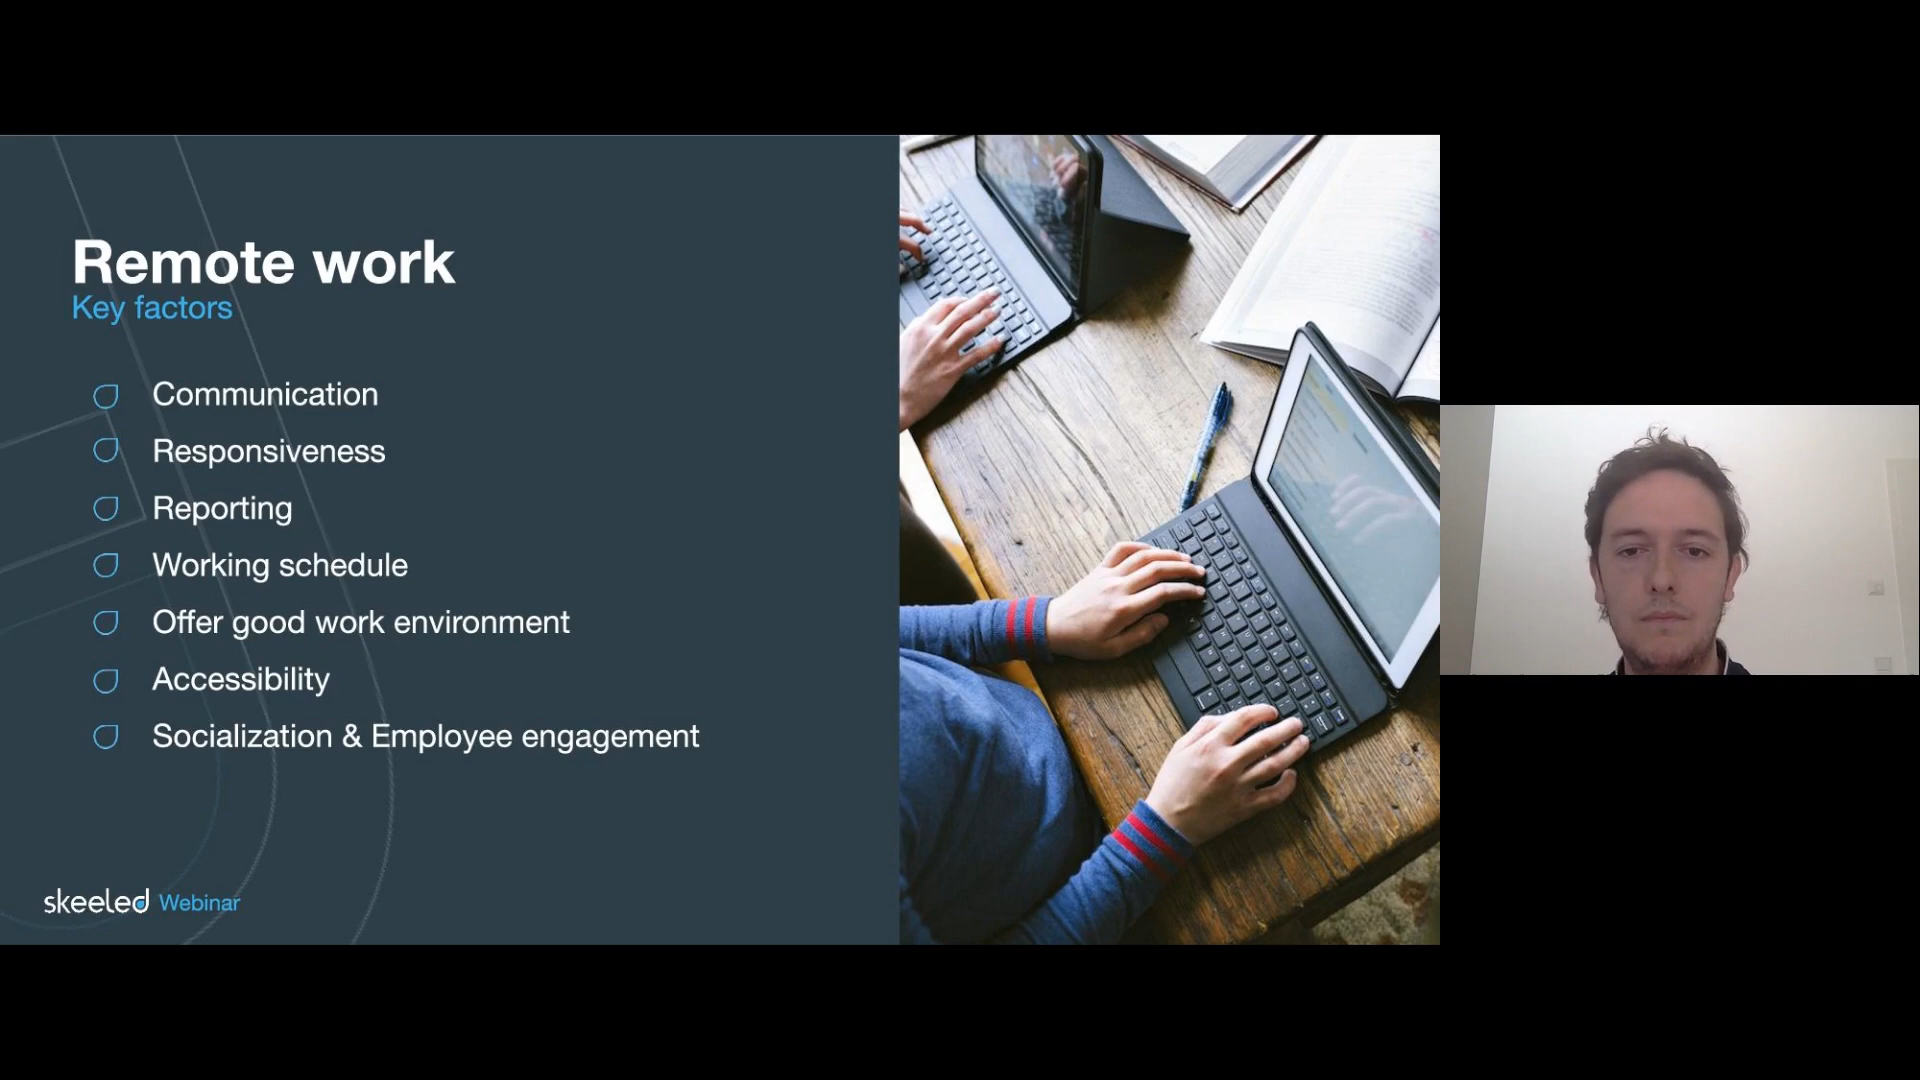 Remote work
Key factors
Communication
Responsiveness
Reporting
Working schedule
Offer good work environment
Accessibility
Socialization & Employee engagement
skeeled Webinar